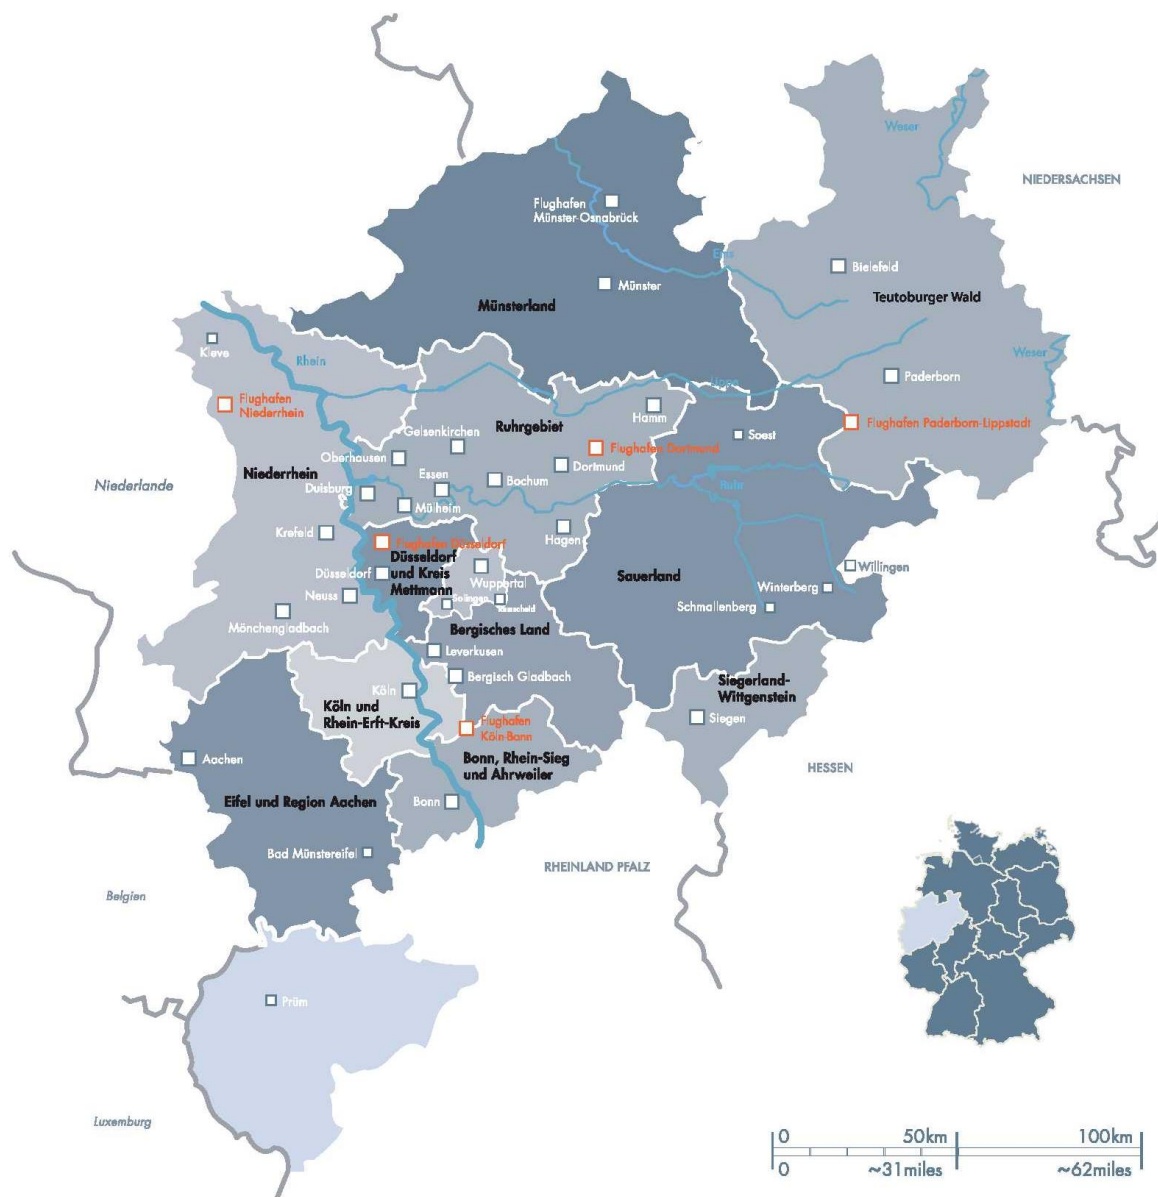 Weser
NIEDERSACHSEN
Flughafen
Münster-Osnabrück
Ems
Bielefeld
Münster
Teutoburger Wald
Münsterland
Kleve
Rhein
Weser
Paderborn
Lippe
Flughafen
Niederrhein
Hamm
Ruhrgebiet
Flughafen Paderborn-Lippstadt
Gelsenkirchen
Soest
Flughafen Dortmund
Oberhausen
Dortmund
Niederrhein
Essen
Bochum
Niederlande
Duisburg
Ruhr
Mülheim
Krefeld
Hagen
Flughafen Düsseldorf
Düsseldorf
und Kreis
Mettmann
Düsseldorf
Wuppertal
Sauerland
Willingen
Winterberg
Neuss
Solingen
Remscheid
Schmallenberg
Mönchengladbach
Bergisches Land
Leverkusen
Bergisch Gladbach
Siegerland-
Wittgenstein
Köln
Köln und
Rhein-Erft-Kreis
Siegen
Flughafen
Köln-Bonn
Aachen
Bonn, Rhein-Sieg
und Ahrweiler
HESSEN
Eifel und Region Aachen
Bonn
Bad Münstereifel
RHEINLAND PFALZ
Belgien
Prüm
Luxemburg
0 50km 100km
0 ~31miles ~62miles